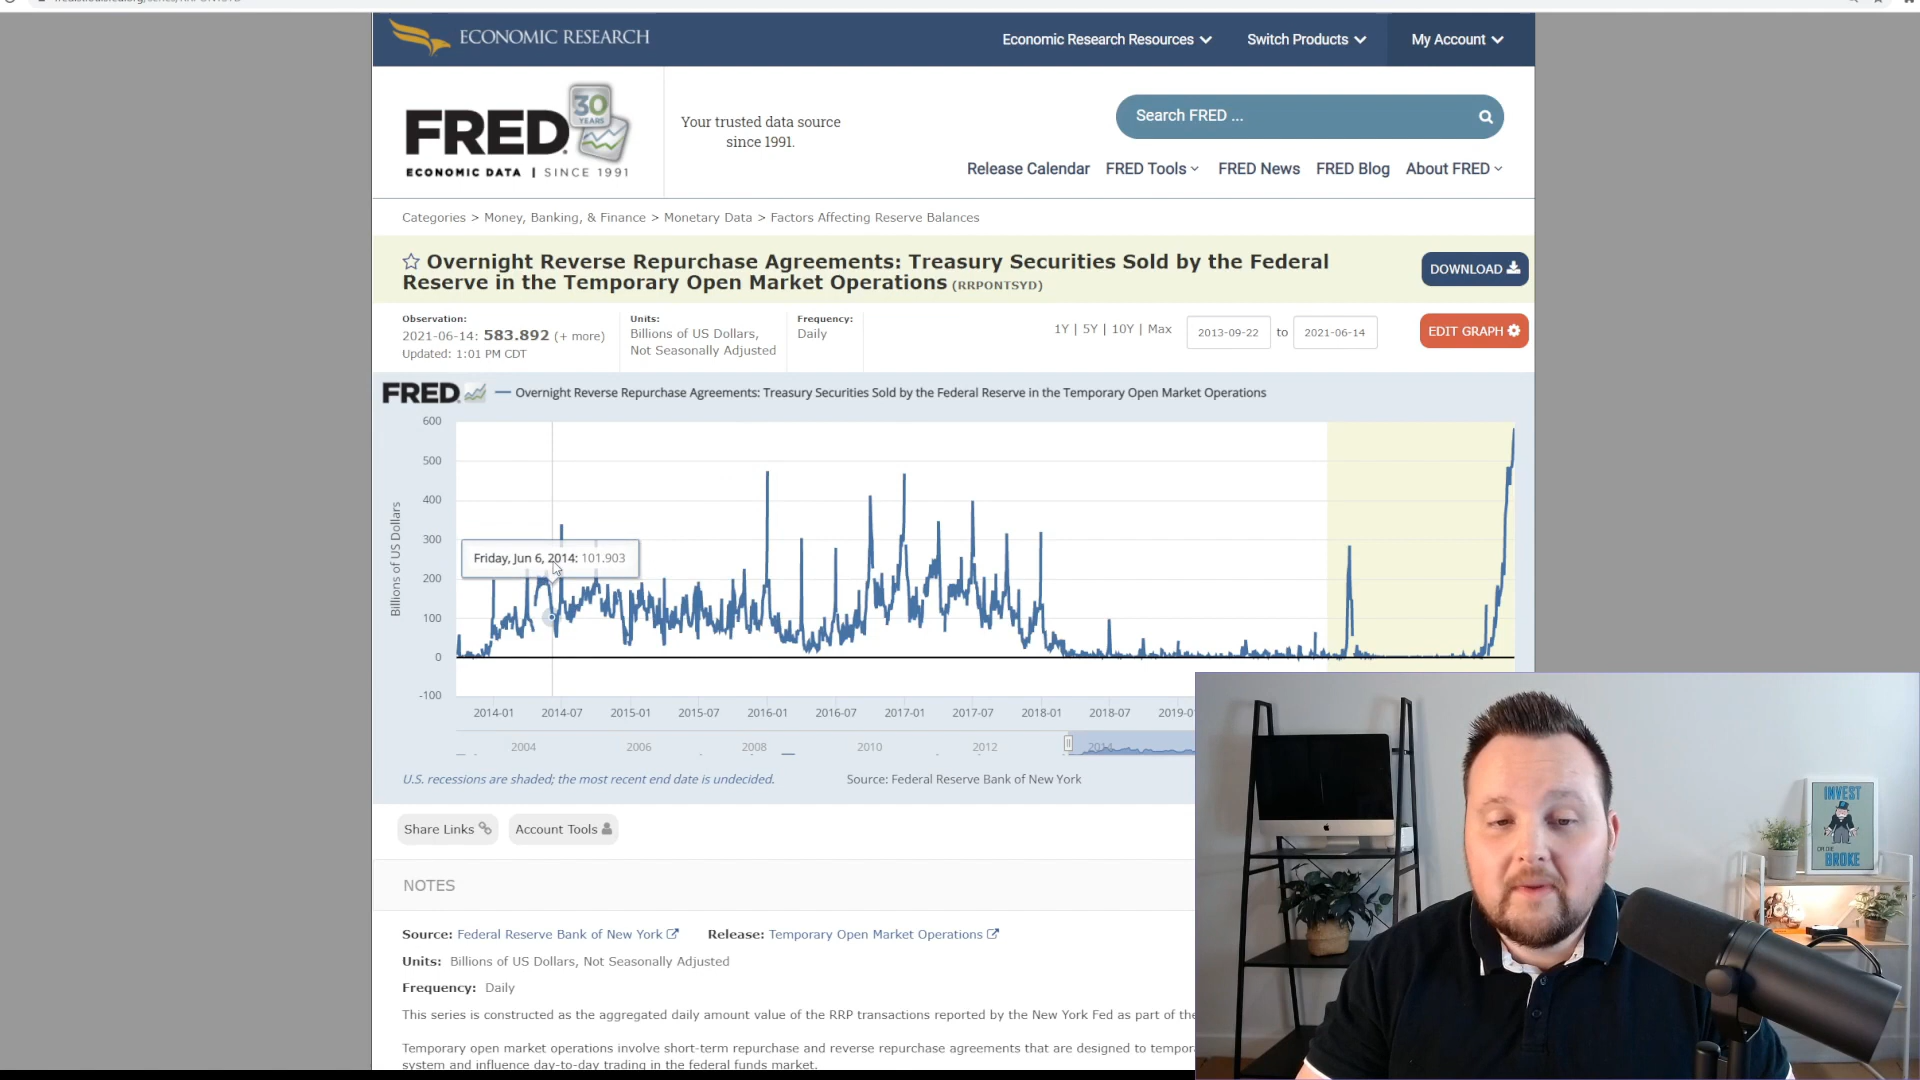 ECONOMIC RESEARCH
Economic Research Resources
Switch Products
My Account
FRED
30
YEARS
ECONOMIC DATA | SINCE 1991
Your trusted data source
since 1991.
Search FRED ...
Release Calendar
FRED Tools
FRED News
FRED Blog
About FRED
Categories > Money, Banking, & Finance > Monetary Data > Factors Affecting Reserve Balances
Overnight Reverse Repurchase Agreements: Treasury Securities Sold by the Federal
Reserve in the Temporary Open Market Operations (RRPONTSYD)
DOWNLOAD
Observation:
2021-06-14: 583.892 (+ more)
Updated: 1:01 PM CDT
Units:
Billions of US Dollars,
Not Seasonally Adjusted
Frequency:
Daily
1Y | 5Y | 10Y | Max
2013-09-22 to 2021-06-14
EDIT GRAPH
FRED
Overnight Reverse Repurchase Agreements: Treasury Securities Sold by the Federal Reserve in the Temporary Open Market Operations
600
500
400
300
200
100
0
-100
Billions of US Dollars
Friday, Jun 6, 2014: 101.903
2014-01 2014-07 2015-01 2015-07 2016-01 2016-07 2017-01 2017-07 2018-01 2018-07 2019-0
2004 2006 2008 2010 2012 2014
U.S. recessions are shaded; the most recent end date is undecided.
Source: Federal Reserve Bank of New York
Share Links
Account Tools
NOTES
Source: Federal Reserve Bank of New York
Release: Temporary Open Market Operations
Units: Billions of US Dollars, Not Seasonally Adjusted
Frequency: Daily
This series is constructed as the aggregated daily amount value of the RRP transactions reported by the New York Fed as part of the
Temporary open market operations involve short-term repurchase and reverse repurchase agreements that are designed to tempora
system and influence day-to-day trading in the federal funds market.
INVEST
OR DIE
BROKE